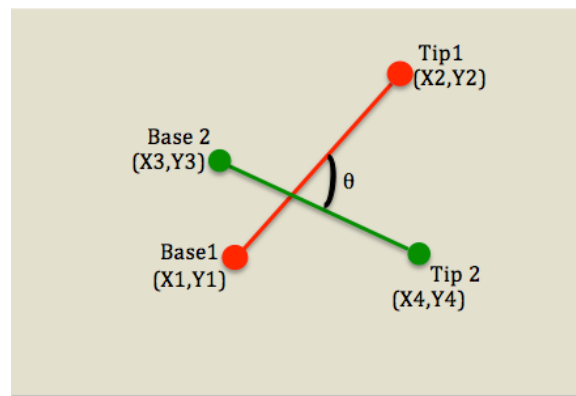 Tip1
(X2,Y2)
Base 2
(X3,Y3)
θ
Base1
(X1,Y1)
Tip 2
(X4,Y4)